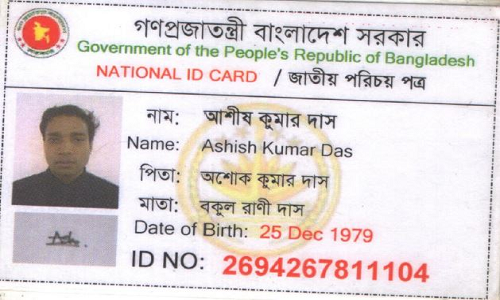 গণপ্রজাতন্ত্রী বাংলাদেশ সরকার
Government of the People's Republic of Bangladesh
NATIONAL ID CARD / জাতীয় পরিচয় পত্র
নাম: আশীষ কুমার দাস
Name: Ashish Kumar Das
পিতা: অশোক কুমার দাস
মাতা: বকুল রাণী দাস
Date of Birth: 25 Dec 1979
ID NO: 2694267811104